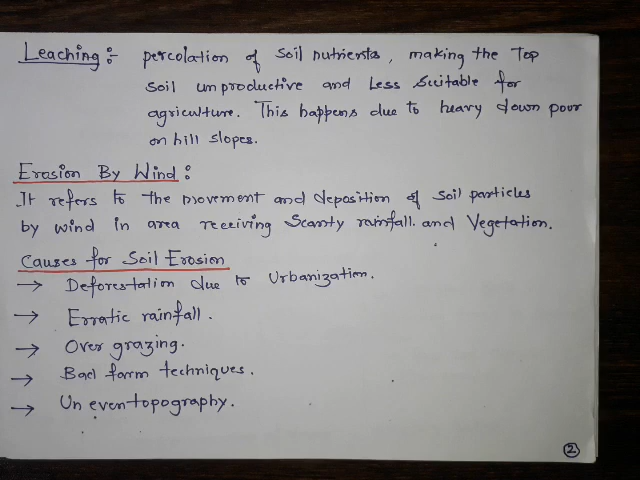 Leaching :- percolation of soil nutrients, making the Top
soil unproductive and Less Suitable for
agriculture. This happens due to heavy down poor
on hill slopes.
Erosion By Wind :
It refers to the movement and deposition of soil particles
by wind in area receiving Scanty rainfall. and Vegetation.
Causes for Soil Erosion
→ Deforestation due to Urbanization.
→ Erratic rainfall.
→ Over grazing.
→ Bad farm techniques.
→ Uneven topography.
2